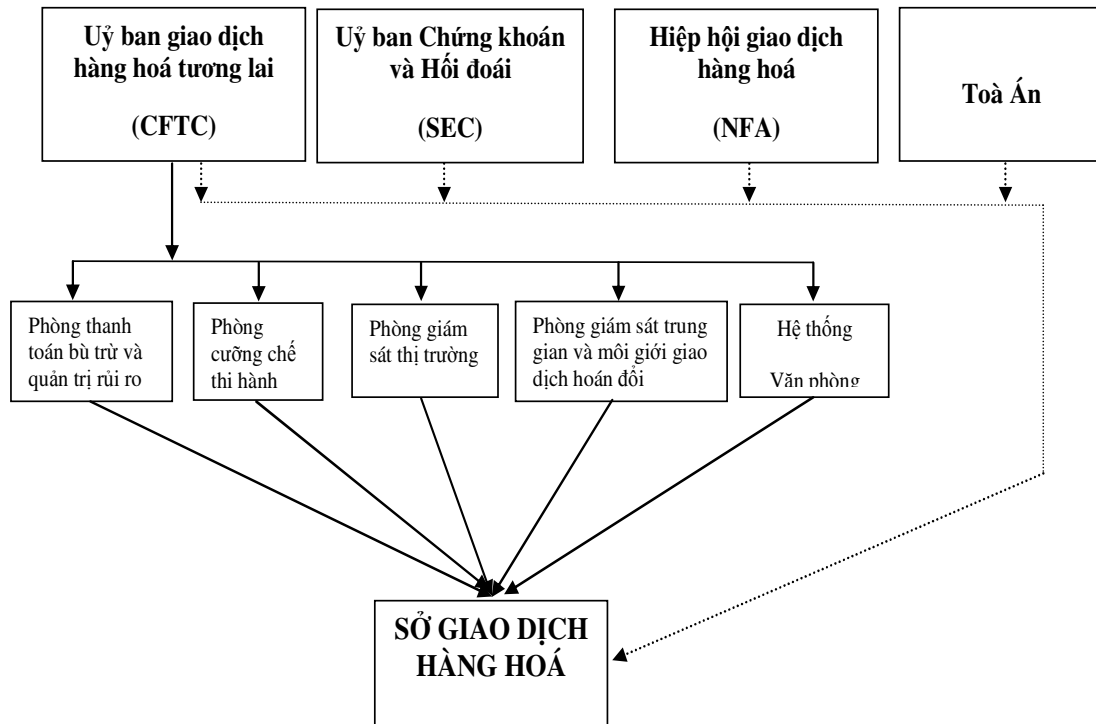 Uỷ ban giao dịch
hàng hoá tương lai
(CFTC)
Uỷ ban Chứng khoán
và Hối đoái
(SEC)
Hiệp hội giao dịch
hàng hoá
(NFA)
Toà Án
Phòng thanh
toán bù trừ và
quản trị rủi ro
Phòng
cưỡng chế
thi hành
Phòng giám
sát thị trường
Phòng giám sát trung
gian và môi giới giao
dịch hoán đổi
Hệ thống
Văn phòng
SỞ GIAO DỊCH
HÀNG HOÁ